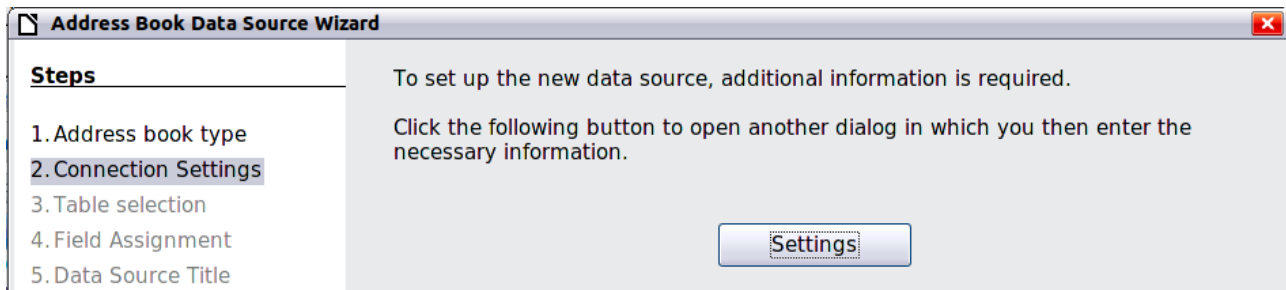 Address Book Data Source Wizard
Steps
1. Address book type
2. Connection Settings
3. Table selection
4. Field Assignment
5. Data Source Title
To set up the new data source, additional information is required.
Click the following button to open another dialog in which you then enter the
necessary information.
Settings